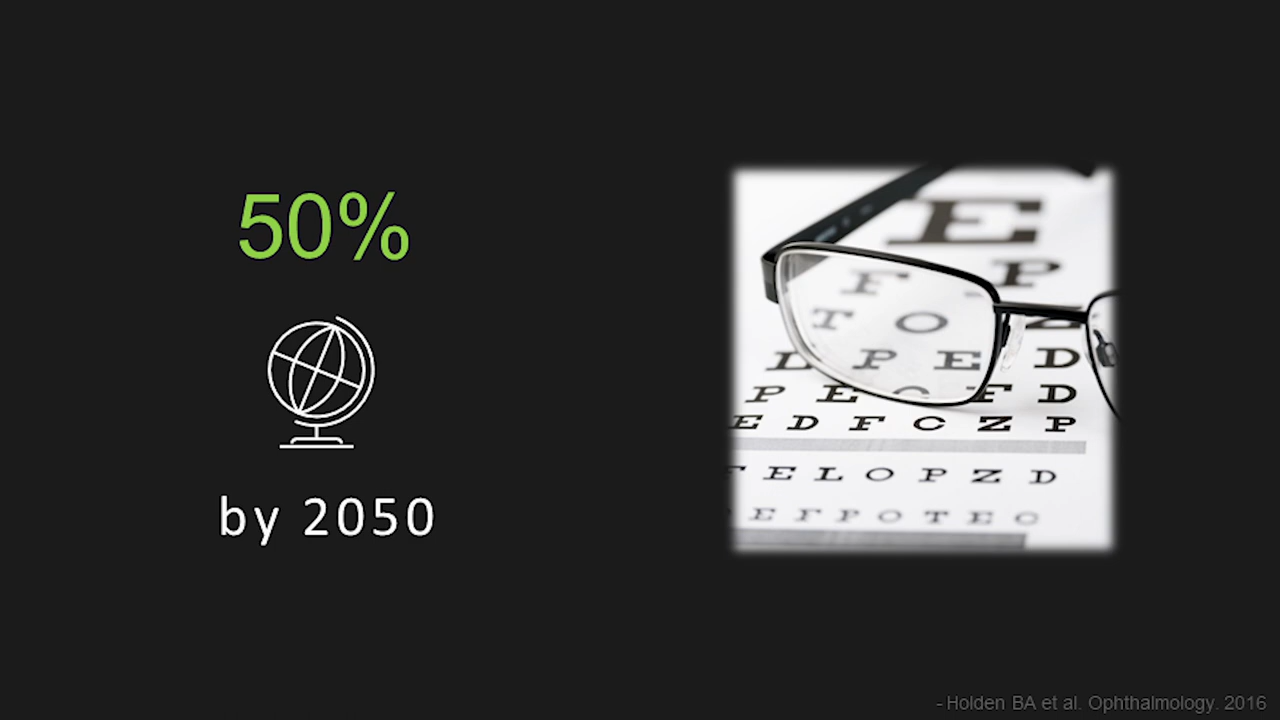 50%
by 2050
E
F P
T O Z
L P E D
P E C F D
E D F C Z P
F E L O P Z D
D E F P O T E C
- Holden BA et al. Ophthalmology. 2016